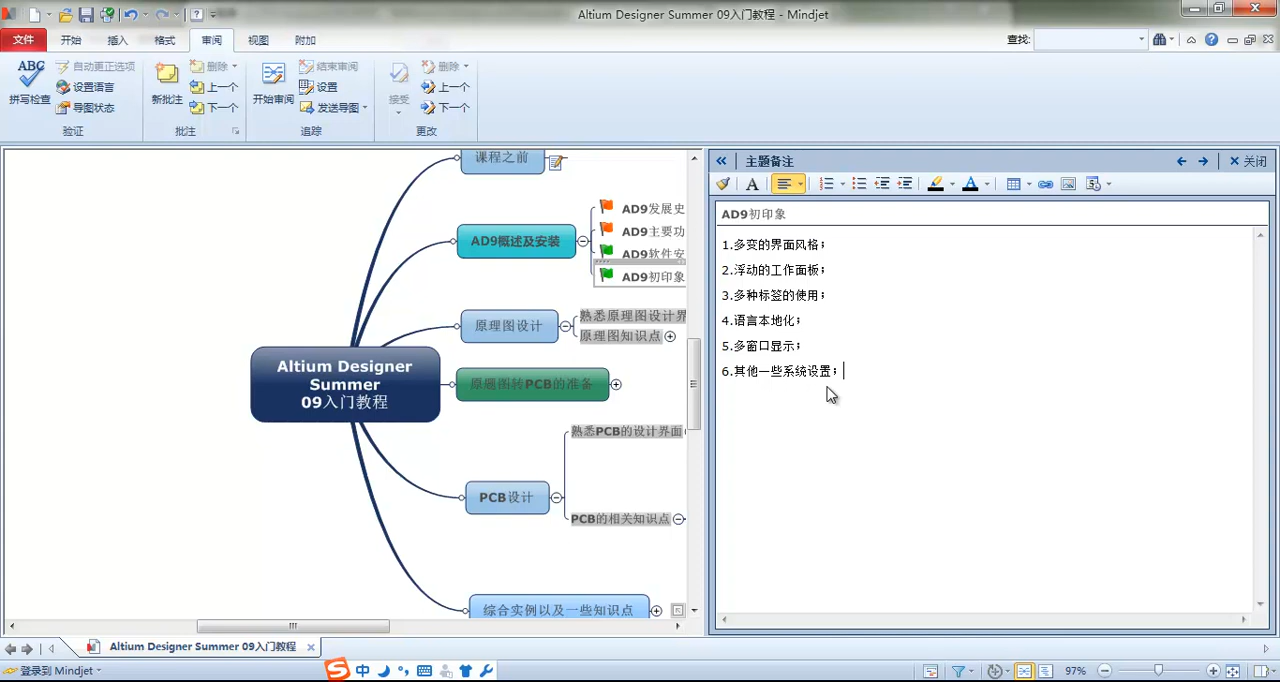 Altium Designer Summer 09入门教程 - Mindjet
文件 开始 插入 格式 审阅 视图 附加 查找:
ABC
拼写检查
自动更正选项
设置语言
导图状态
验证
新批注
删除
上一个
下一个
批注
开始审阅
结束审阅
设置
发送导图
追踪
接受
删除
上一个
下一个
更改
课程之前
AD9概述及安装
AD9发展史
AD9主要功
AD9软件安
AD9初印象
原理图设计
熟悉原理图设计界
原理图知识点
Altium Designer
Summer
09入门教程
原理图转PCB的准备
熟悉PCB的设计界面
PCB设计
PCB的相关知识点
综合实例以及一些知识点
主题备注 关闭
AD9初印象
1.多变的界面风格;
2.浮动的工作面板;
3.多种标签的使用;
4.语言本地化;
5.多窗口显示;
6.其他一些系统设置;
Altium Designer Summer 09入门教程
登录到 Mindjet
中
97%